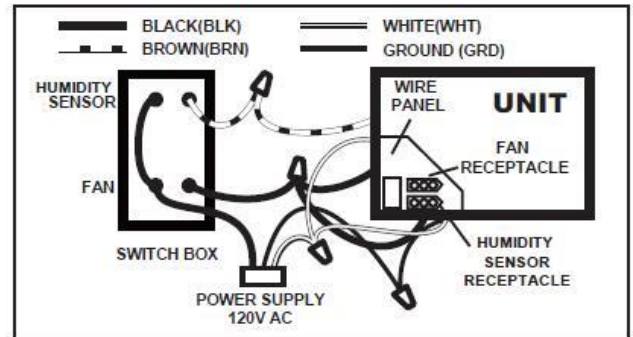 BLACK(BLK)
BROWN(BRN)
WHITE(WHT)
GROUND (GRD)
HUMIDITY
SENSOR
FAN
SWITCH BOX
POWER SUPPLY
120V AC
WIRE
PANEL
UNIT
FAN
RECEPTACLE
HUMIDITY
SENSOR
RECEPTACLE